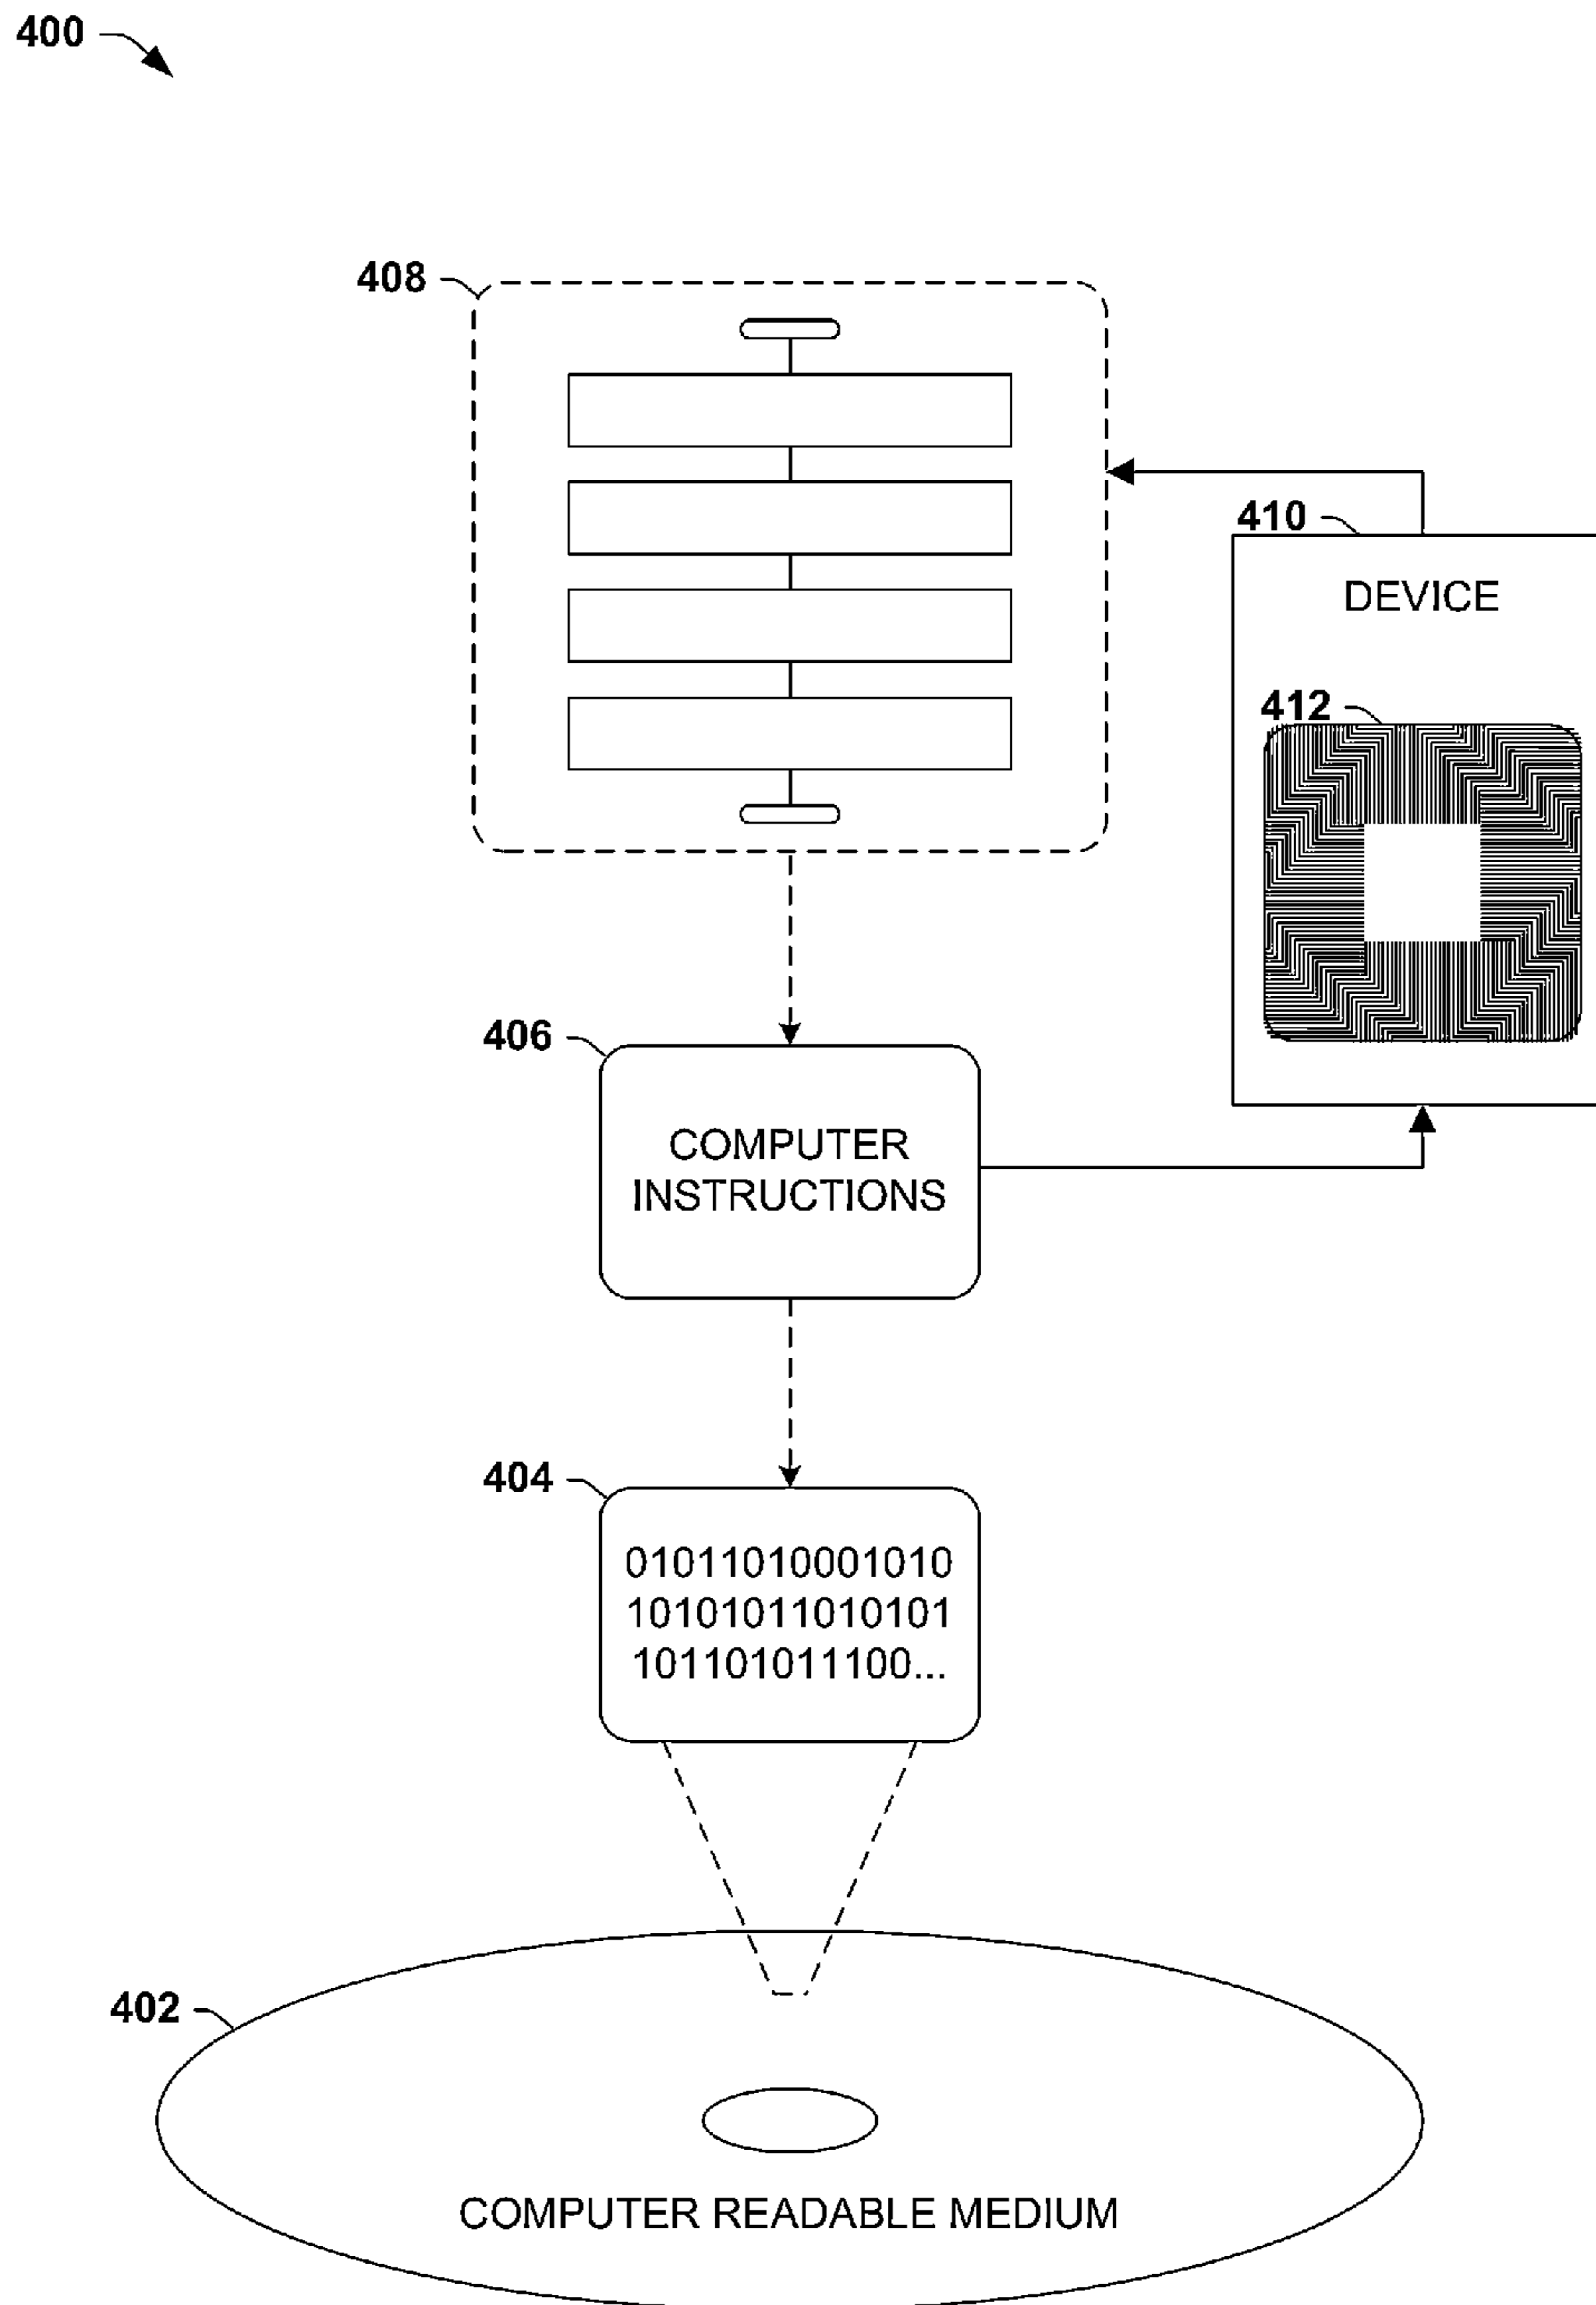 400
408
410
DEVICE
412
406
COMPUTER
INSTRUCTIONS
404
01011010001010
10101011010101
101101011100...
402
COMPUTER READABLE MEDIUM